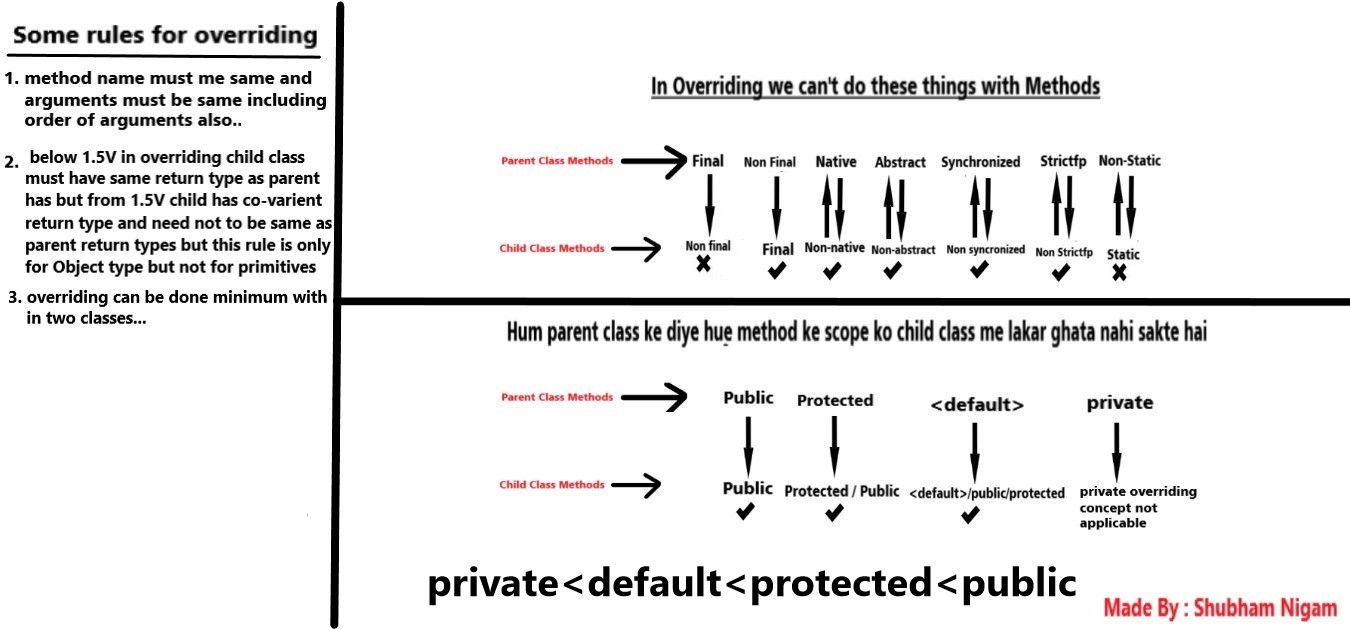 Some rules for overriding
1. method name must me same and
arguments must be same including
order of arguments also..
2. below 1.5V in overriding child class
must have same return type as parent
has but from 1.5V child has co-varient
return type and need not to be same as
parent return types but this rule is only
for Object type but not for primitives
3. overriding can be done minimum with
in two classes...
In Overriding we can't do these things with Methods
Parent Class Methods Final Non Final Native Abstract Synchronized Strictfp Non-Static
Child Class Methods Non final Final Non-native Non-abstract Non syncronized Non Strictfp Static
Hum parent class ke diye hue method ke scope ko child class me lakar ghata nahi sakte hai
Parent Class Methods Public Protected <default> private
Child Class Methods Public Protected / Public <default>/public/protected private overriding
concept not
applicable
private<default<protected<public
Made By : Shubham Nigam